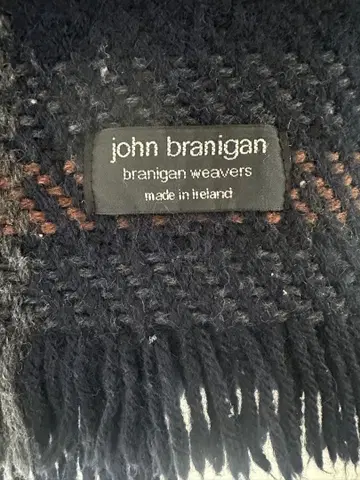 john branigan
branigan weavers
made in Ireland